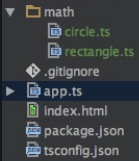 math
circle.ts
rectangle.ts
.gitignore
app.ts
index.html
package.json
tsconfig.json